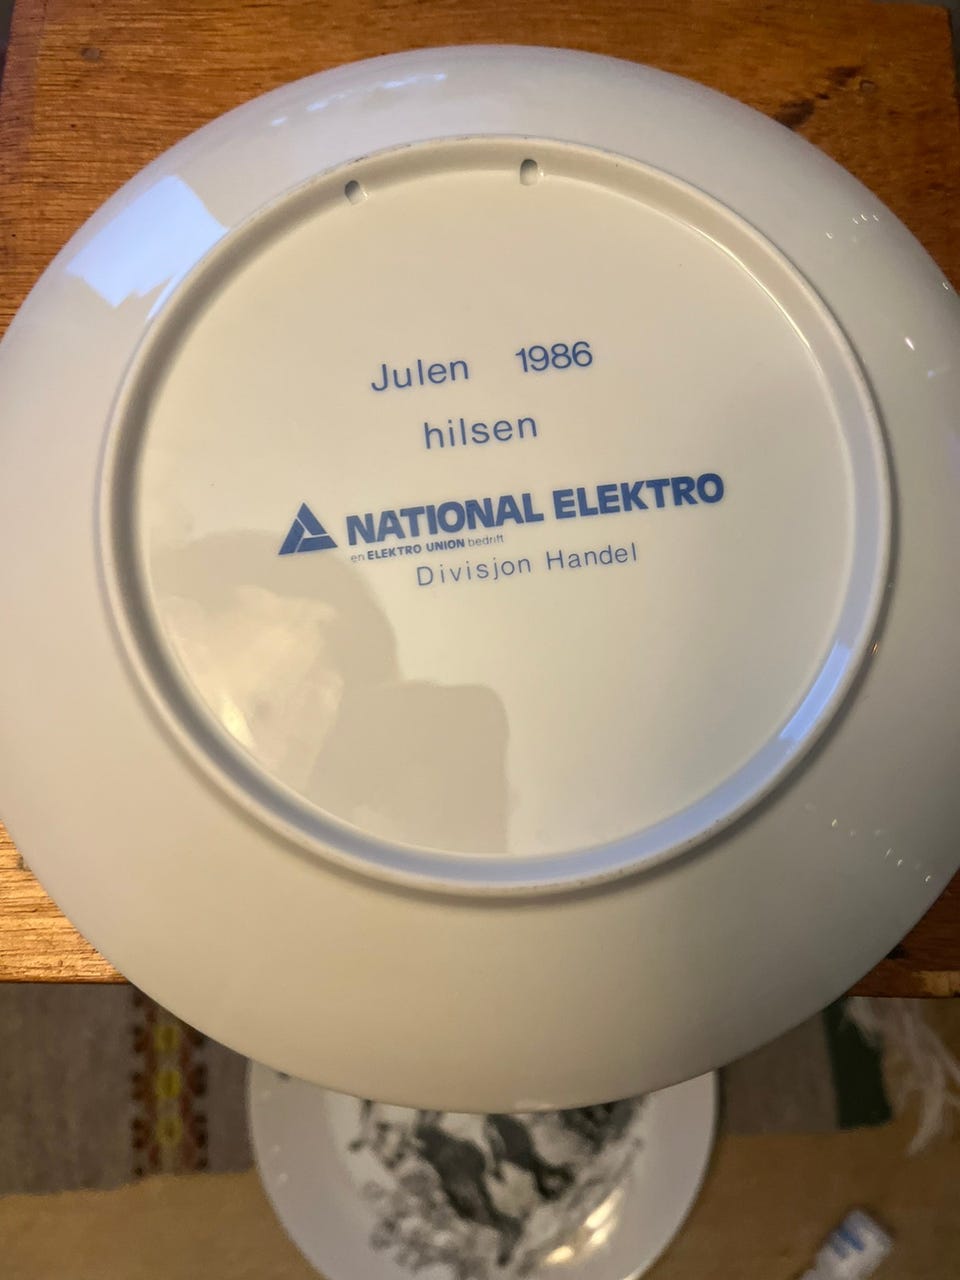 Julen 1986
hilsen
NATIONAL ELEKTRO
en ELEKTRO UNION bedrift
Divisjon Handel